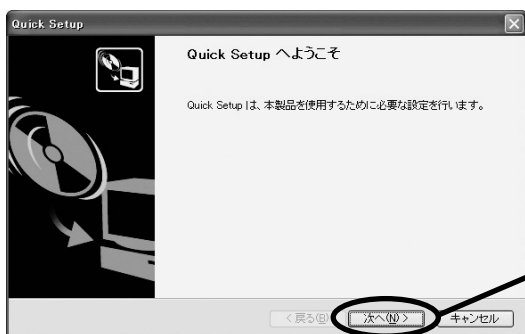 Quick Setup
Quick Setup へようこそ
Quick Setup は、本製品を使用するために必要な設定を行います。
< 戻る(B)
次へ(N) >
キャンセル